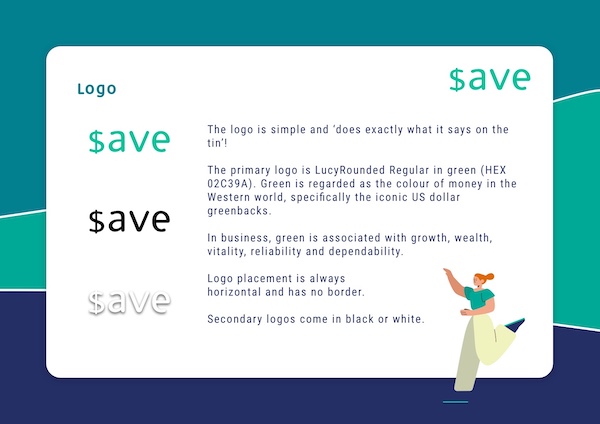 $ave
Logo
$ave
The logo is simple and ‘does exactly what it says on the
tin’!
The primary logo is LucyRounded Regular in green (HEX
02C39A). Green is regarded as the colour of money in the
Western world, specifically the iconic US dollar
greenbacks.
$ave
In business, green is associated with growth, wealth,
vitality, reliability and dependability.
Logo placement is always
horizontal and has no border.
$ave
Secondary logos come in black or white.